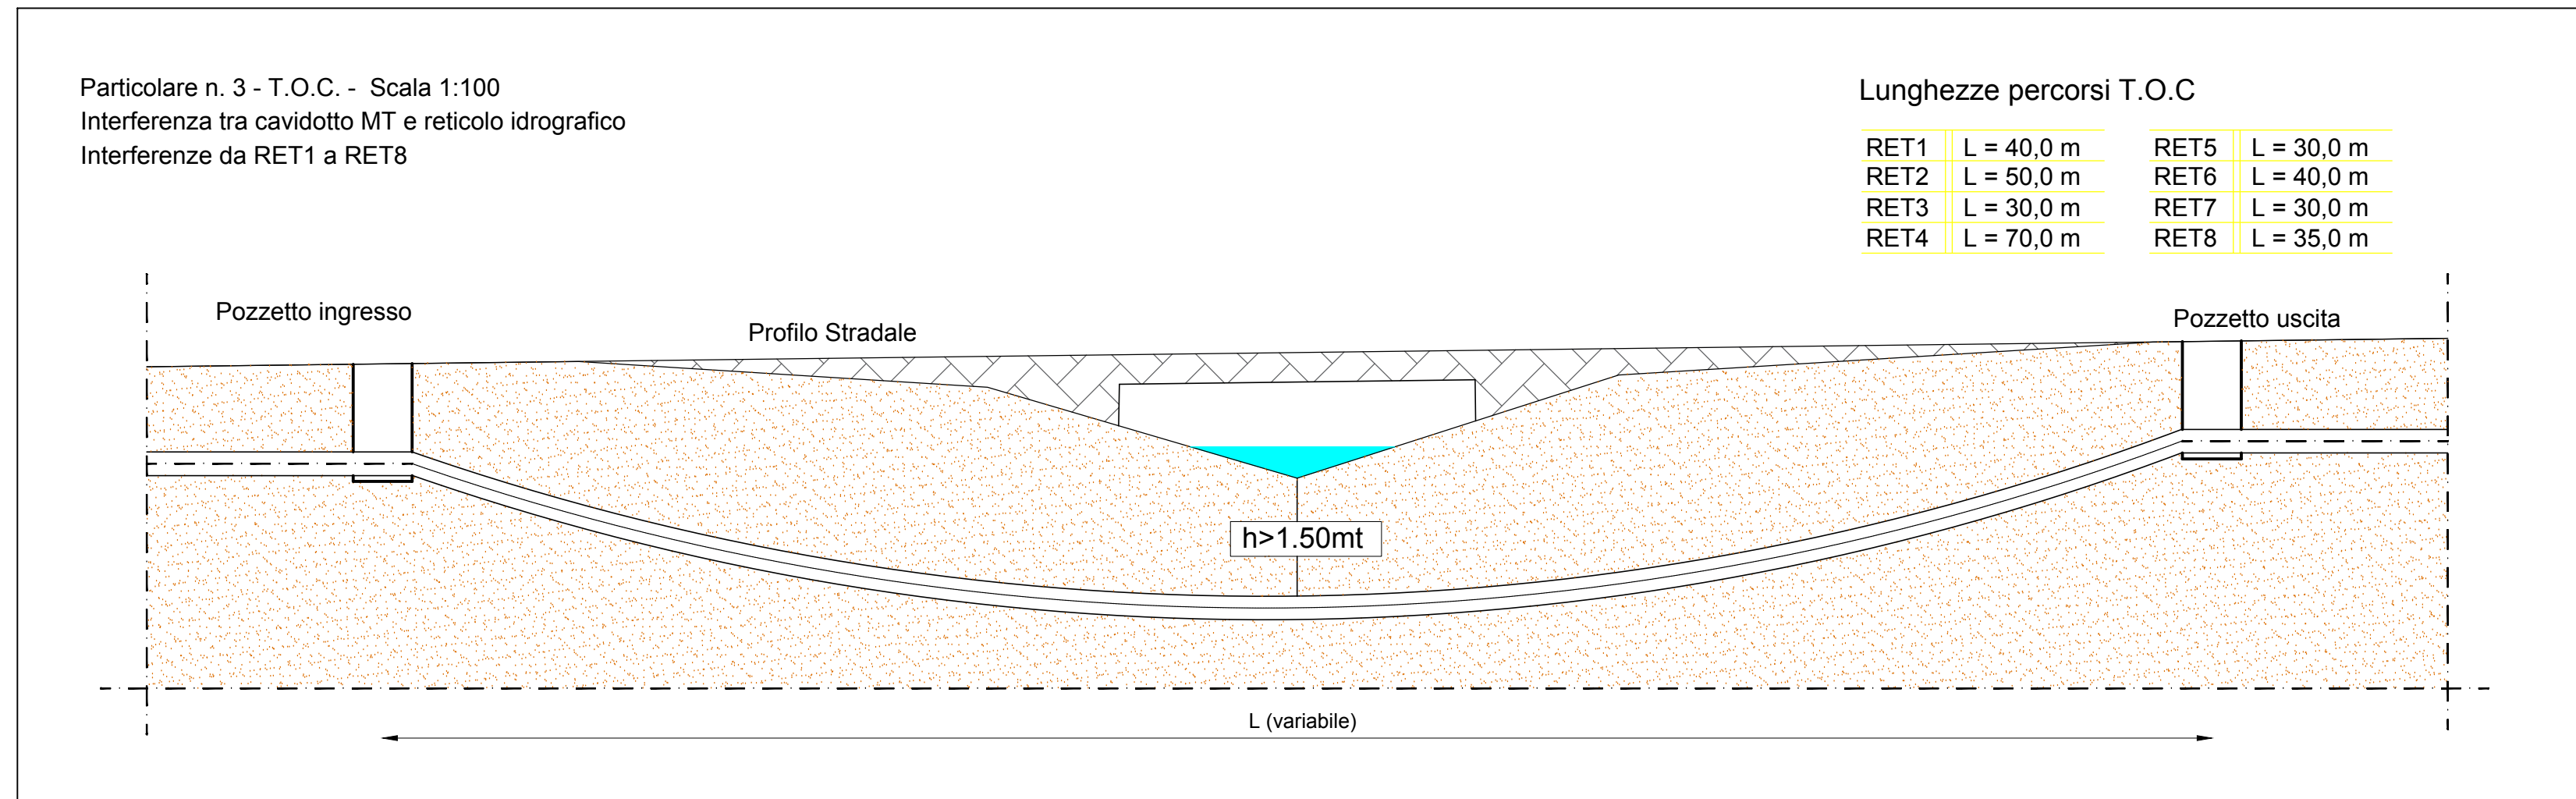 Particolare n. 3 - T.O.C. - Scala 1:100
Interferenza tra cavidotto MT e reticolo idrografico
Interferenze da RET1 a RET8
Lunghezze percorsi T.O.C
RET1 L = 40,0 m RET5 L = 30,0 m
RET2 L = 50,0 m RET6 L = 40,0 m
RET3 L = 30,0 m RET7 L = 30,0 m
RET4 L = 70,0 m RET8 L = 35,0 m
Pozzetto ingresso
Profilo Stradale
Pozzetto uscita
h>1.50mt
L (variabile)